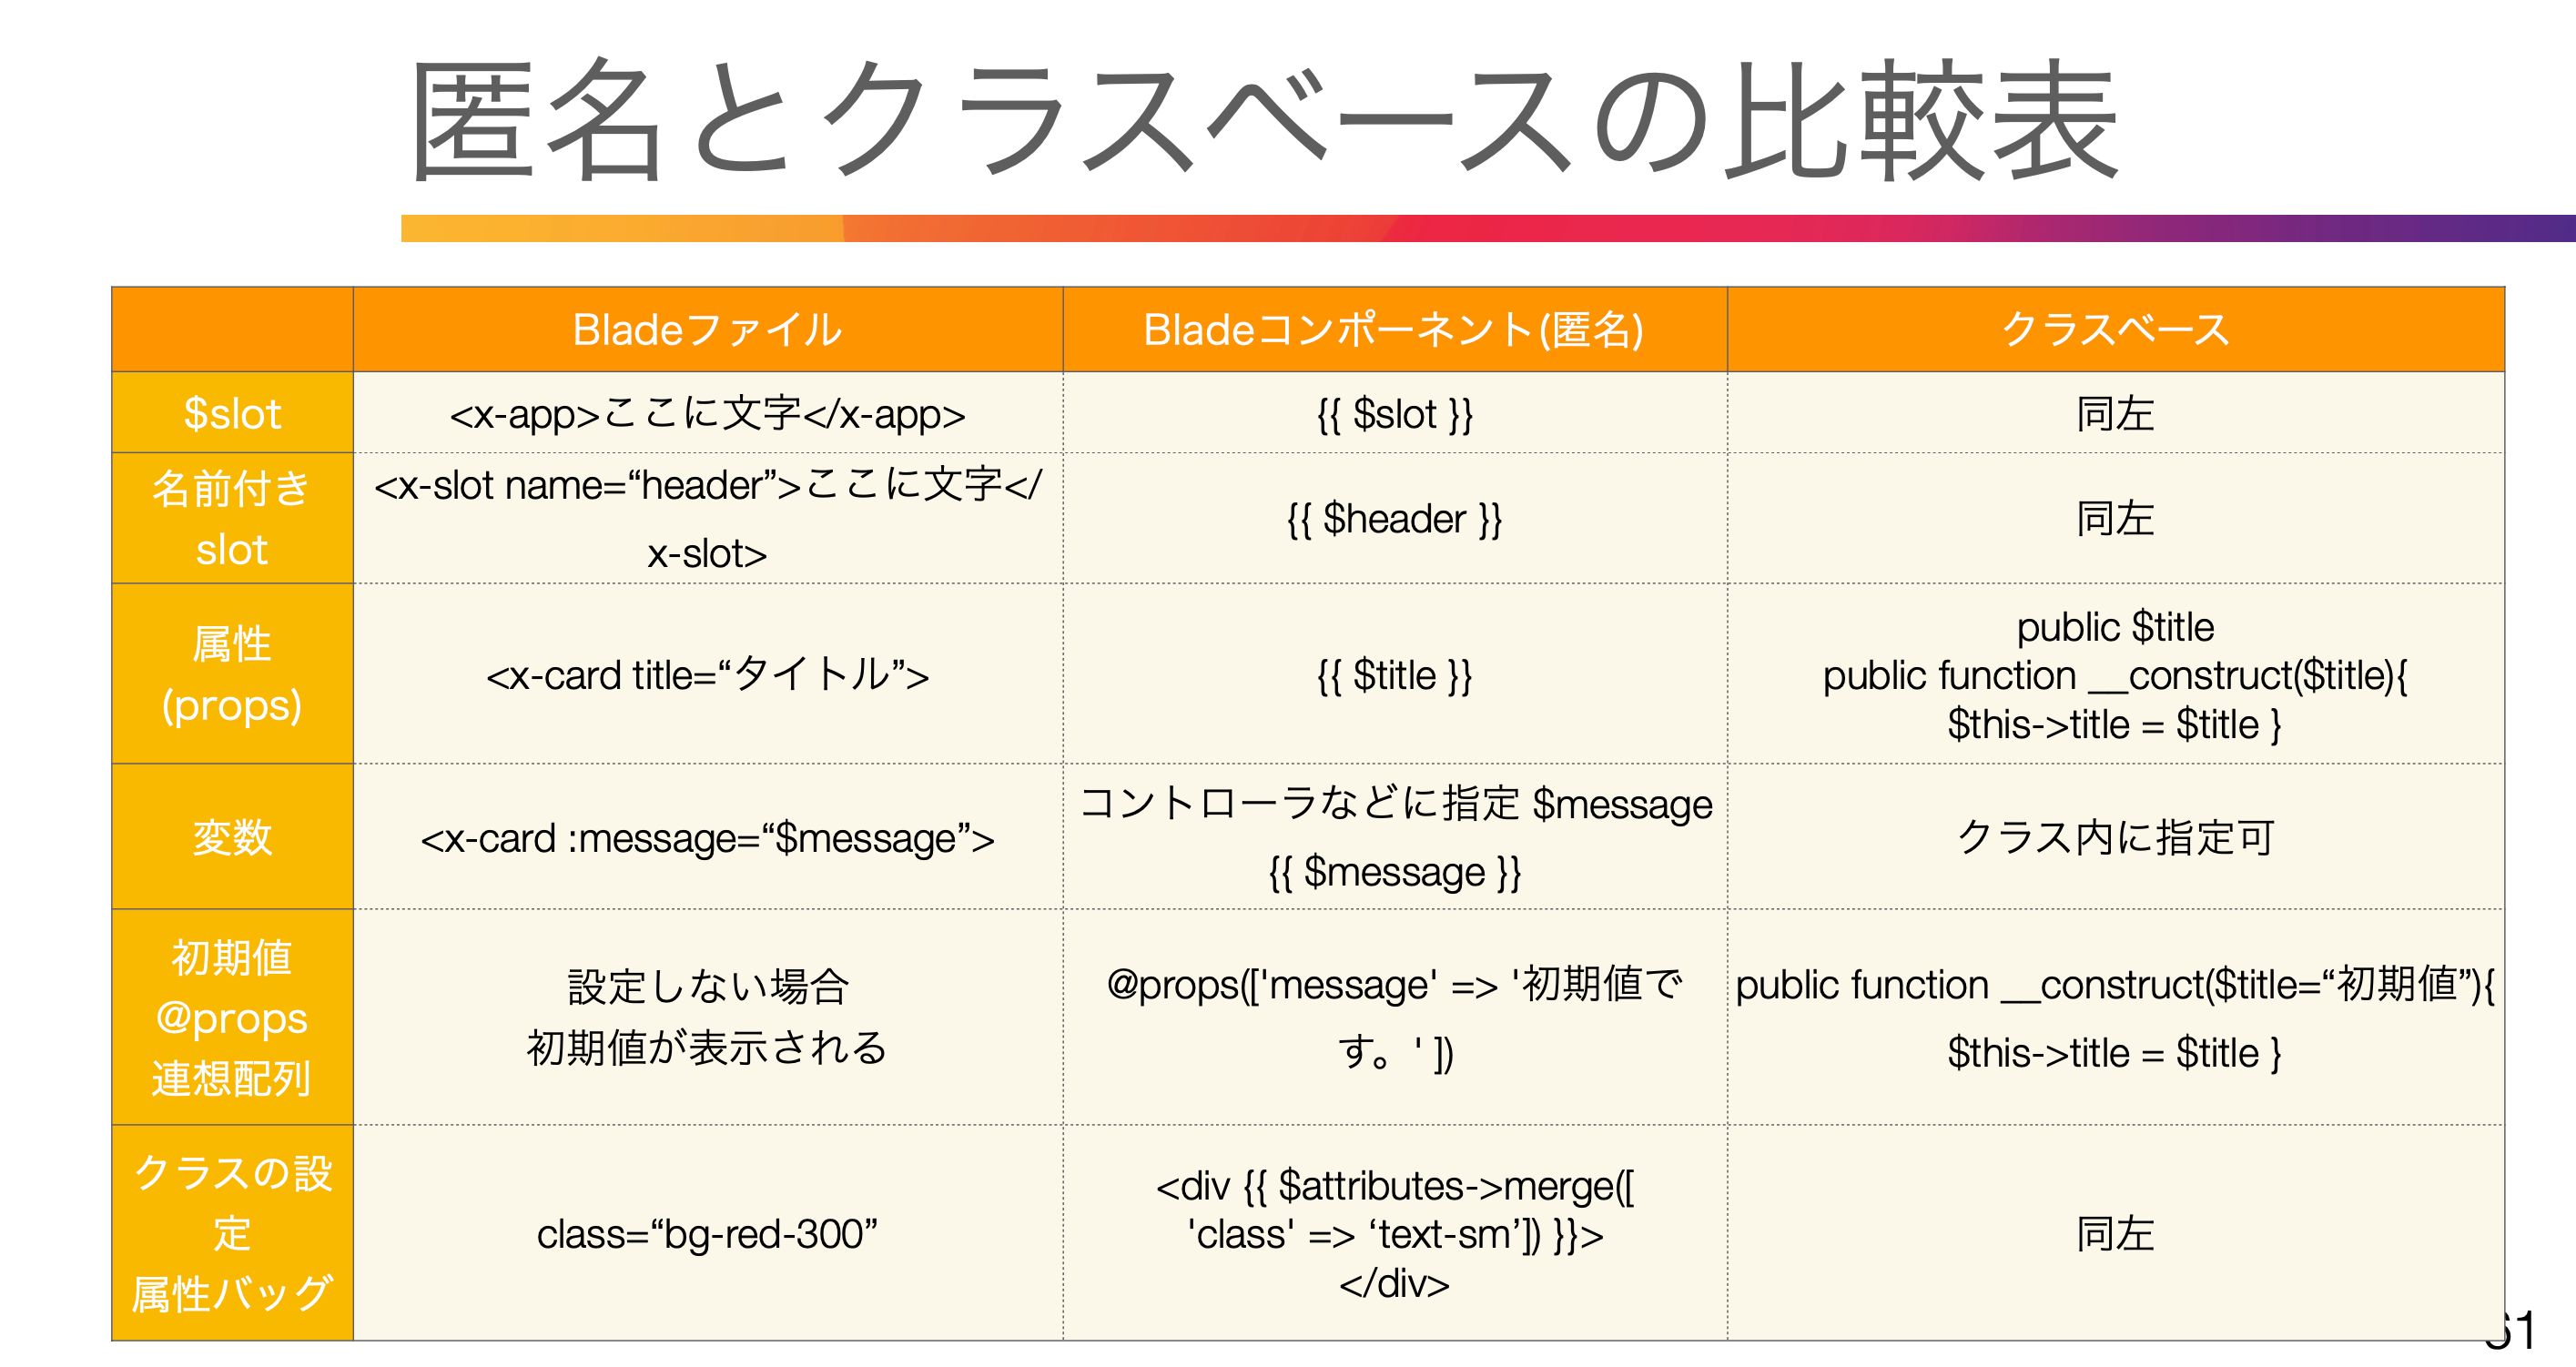 匿名とクラスベースの比較表
Bladeファイル
Bladeコンポーネント(匿名)
クラスベース
$slot
<x-app>ここに文字</x-app>
{{ $slot }}
同左
名前付き
slot
<x-slot name=“header”>ここに文字</
x-slot>
{{ $header }}
同左
属性
(props)
<x-card title=“タイトル”>
{{ $title }}
public $title
public function __construct($title){
$this->title = $title }
変数
<x-card :message=“$message”>
コントローラなどに指定 $message
{{ $message }}
クラス内に指定可
初期値
@props
連想配列
設定しない場合
初期値が表示される
@props(['message' => '初期値で
す。' ])
public function __construct($title=“初期値”){
$this->title = $title }
クラスの設
定
属性バッグ
class=“bg-red-300”
<div {{ $attributes->merge([
'class' => ‘text-sm’]) }}>
</div>
同左